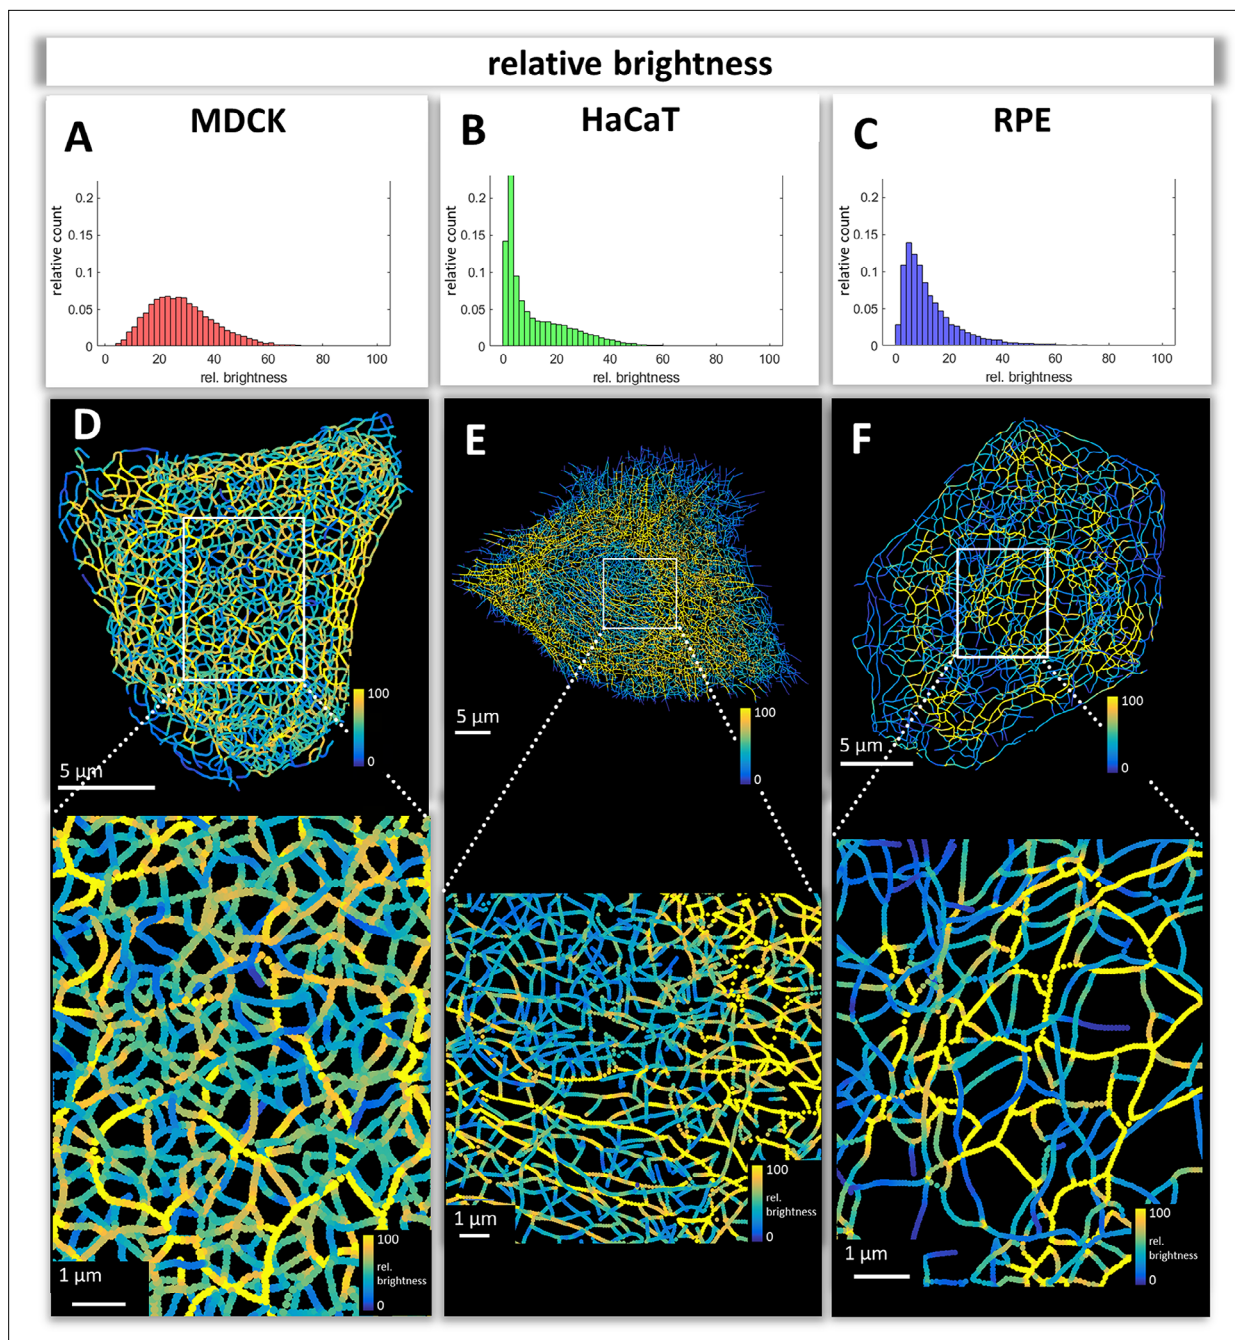 relative brightness
A
MDCK
0.2
0.15
0.1
0.05
0
relative count
0 20 40 60 80 100
rel. brightness
B
HaCaT
0.2
0.15
0.1
0.05
0
relative count
0 20 40 60 80 100
rel. brightness
C
RPE
0.2
0.15
0.1
0.05
0
relative count
0 20 40 60 80 100
rel. brightness
D
100
0
5 µm
1 µm
100
rel.
brightness
0
E
5 µm
100
0
1 µm
100
rel.
brightness
0
F
5 µm
100
0
1 µm
100
rel.
brightness
0